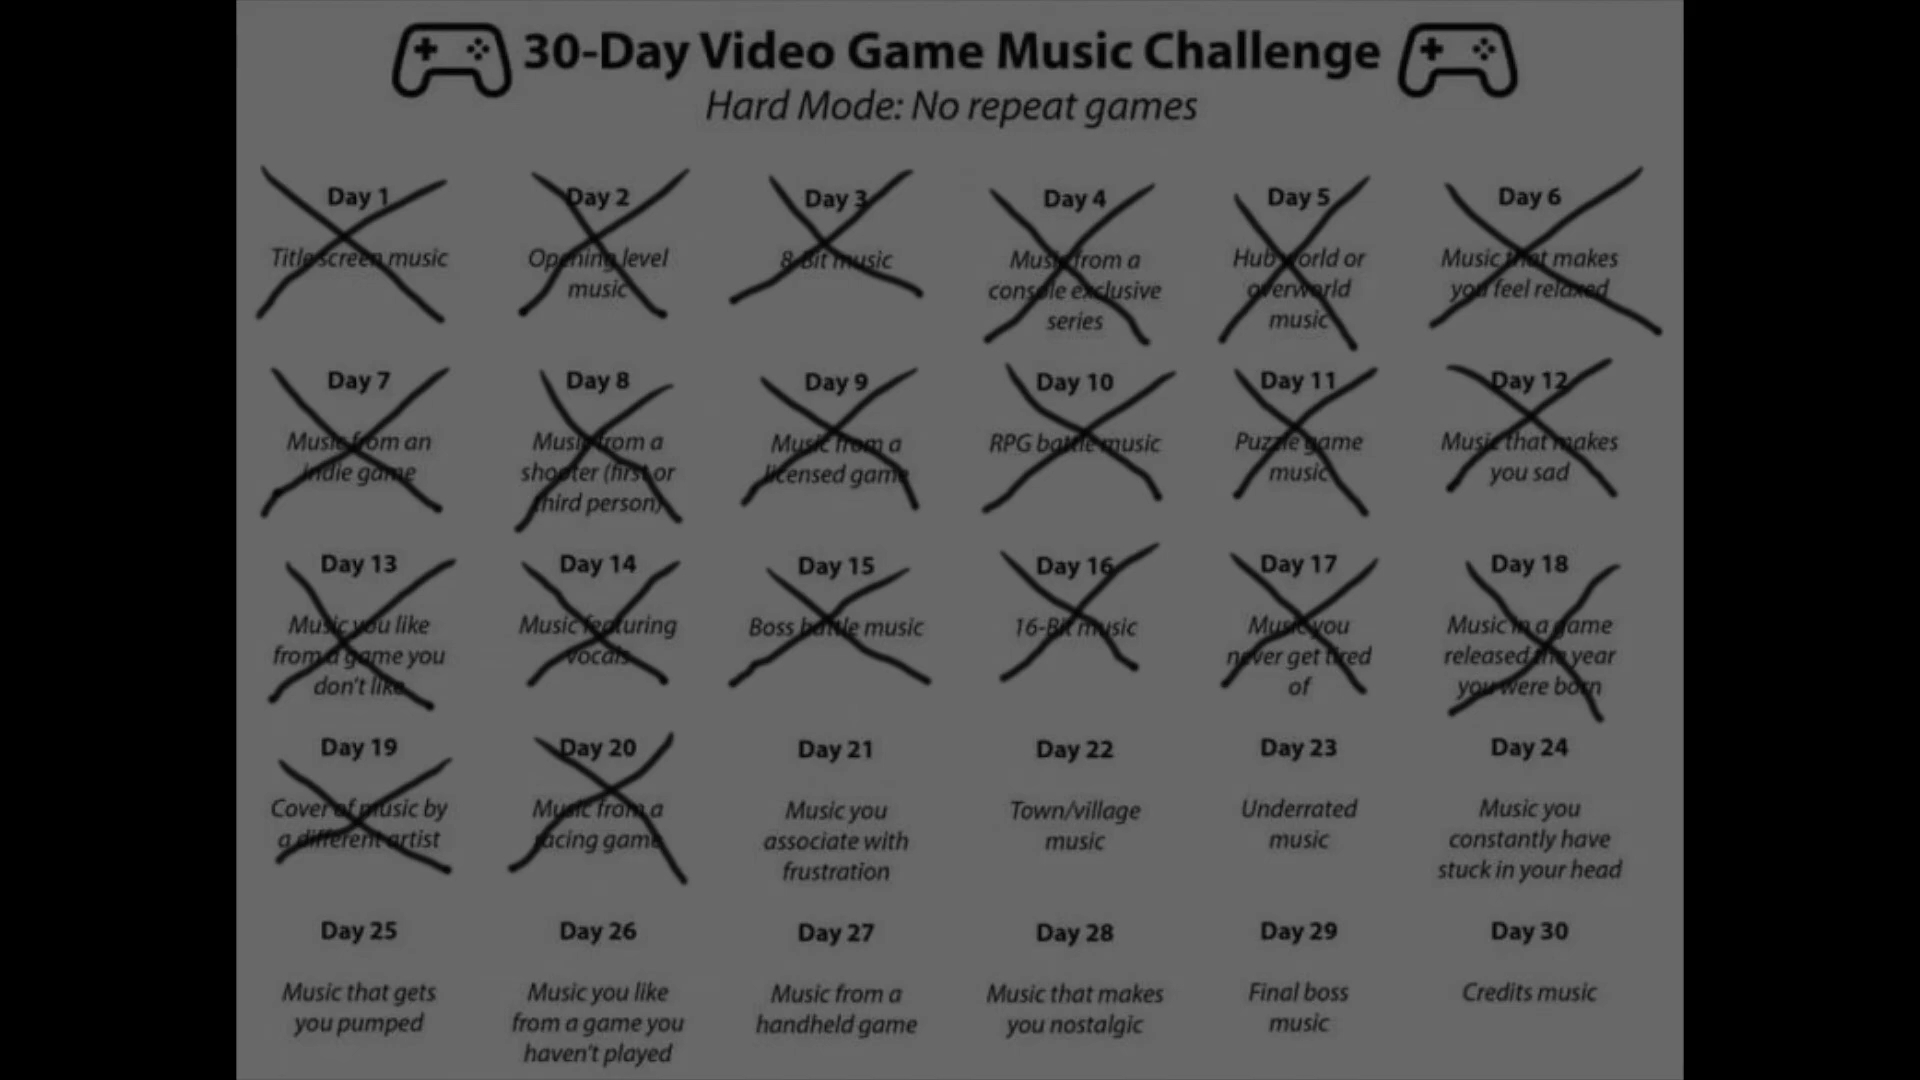 30-Day Video Game Music Challenge
Hard Mode: No repeat games
Day 1
Title screen music
Day 2
Opening level
music
Day 3
8-Bit music
Day 4
Music from a
console exclusive
series
Day 5
Hub world or
overworld
music
Day 6
Music that makes
you feel relaxed
Day 7
Music from an
indie game
Day 8
Music from a
shooter (first or
third person)
Day 9
Music from a
licensed game
Day 10
RPG battle music
Day 11
Puzzle game
music
Day 12
Music that makes
you sad
Day 13
Music you like
from a game you
don't like
Day 14
Music featuring
vocals
Day 15
Boss battle music
Day 16
16-Bit music
Day 17
Music you
never get tired
of
Day 18
Music in a game
released the year
you were born
Day 19
Cover of music by
a different artist
Day 20
Music from a
racing game
Day 21
Music you
associate with
frustration
Day 22
Town/village
music
Day 23
Underrated
music
Day 24
Music you
constantly have
stuck in your head
Day 25
Music that gets
you pumped
Day 26
Music you like
from a game you
haven't played
Day 27
Music from a
handheld game
Day 28
Music that makes
you nostalgic
Day 29
Final boss
music
Day 30
Credits music